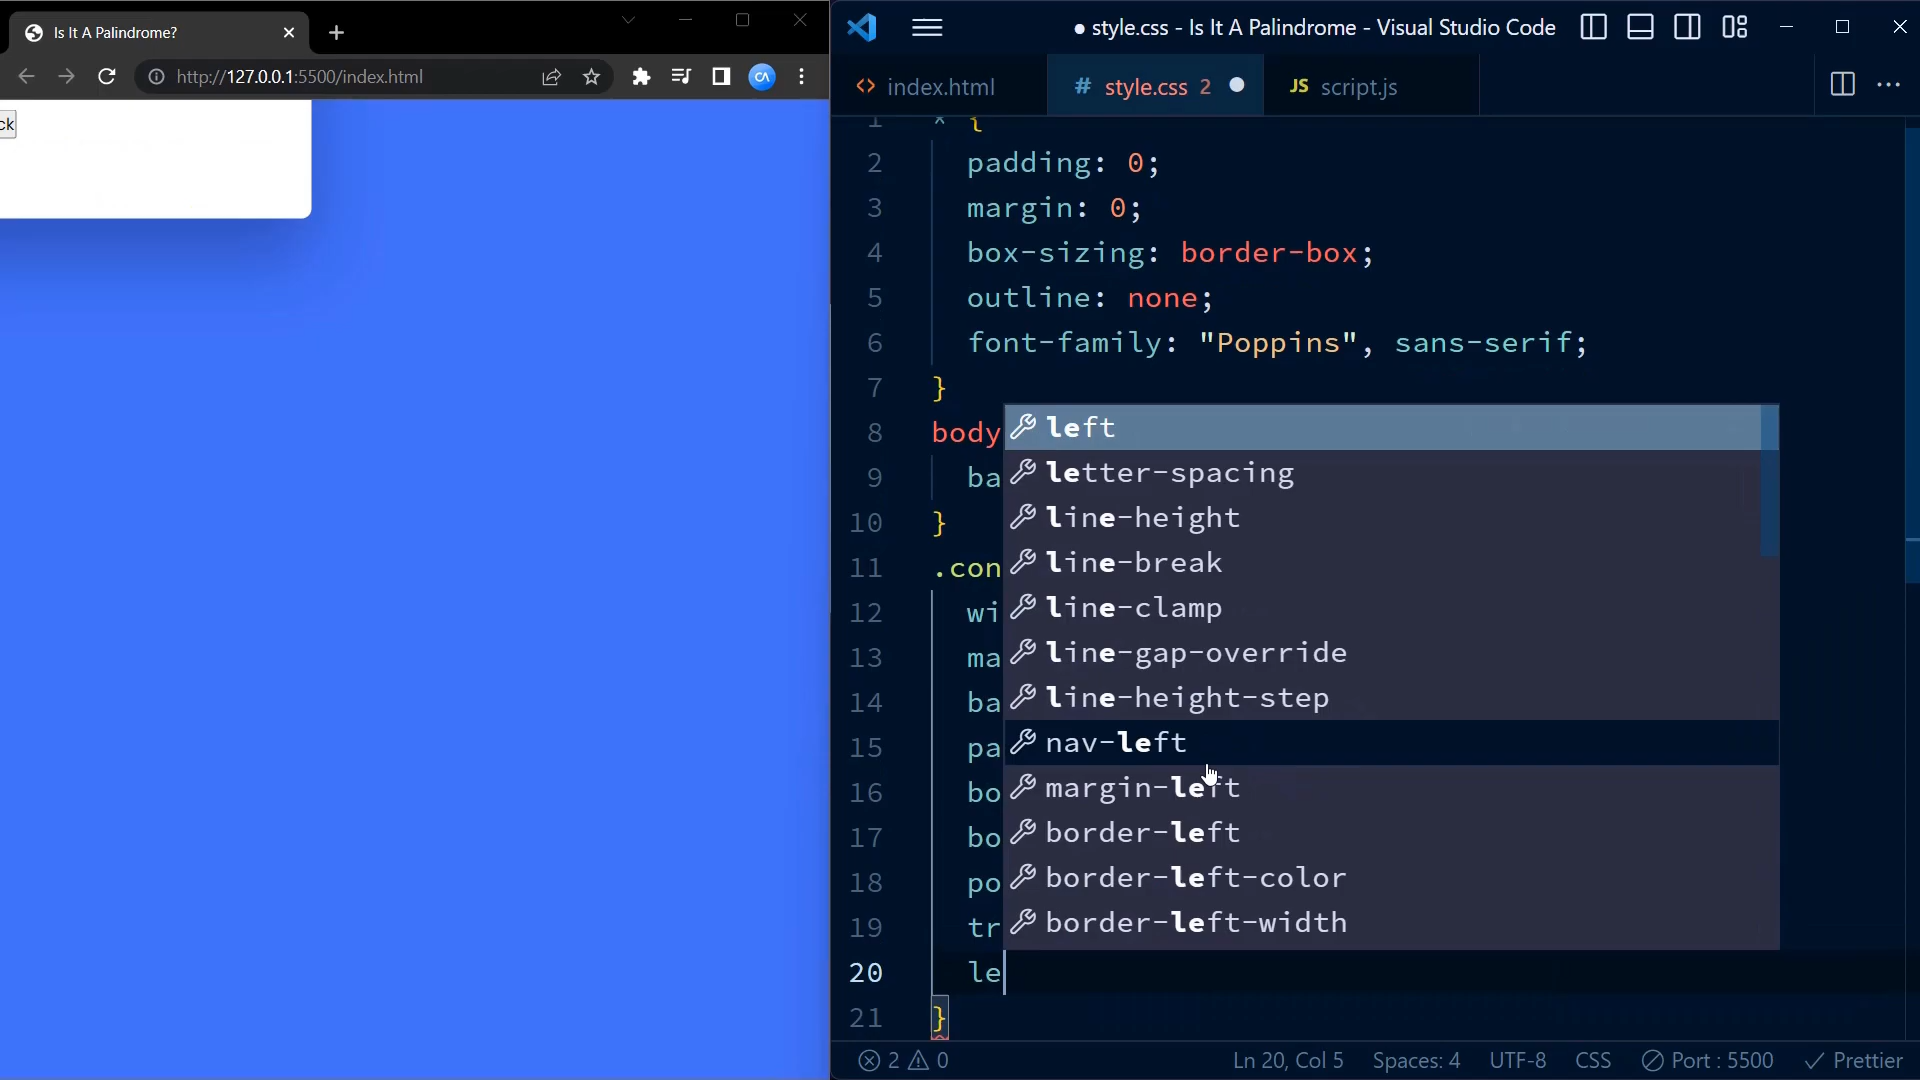 Is It A Palindrome?
http://127.0.0.1:5500/index.html
CA
ck
● style.css - Is It A Palindrome - Visual Studio Code
<> index.html
# style.css 2
JS script.js
1 * {
2 padding: 0;
3 margin: 0;
4 box-sizing: border-box;
5 outline: none;
6 font-family: "Poppins", sans-serif;
7 }
8 body
9 ba
10 }
11 .con
12 wi
13 ma
14 ba
15 pa
16 bo
17 bo
18 po
19 tr
20 le
21 }
left
letter-spacing
line-height
line-break
line-clamp
line-gap-override
line-height-step
nav-left
margin-left
border-left
border-left-color
border-left-width
2 0 Ln 20, Col 5 Spaces: 4 UTF-8 CSS Port : 5500 Prettier